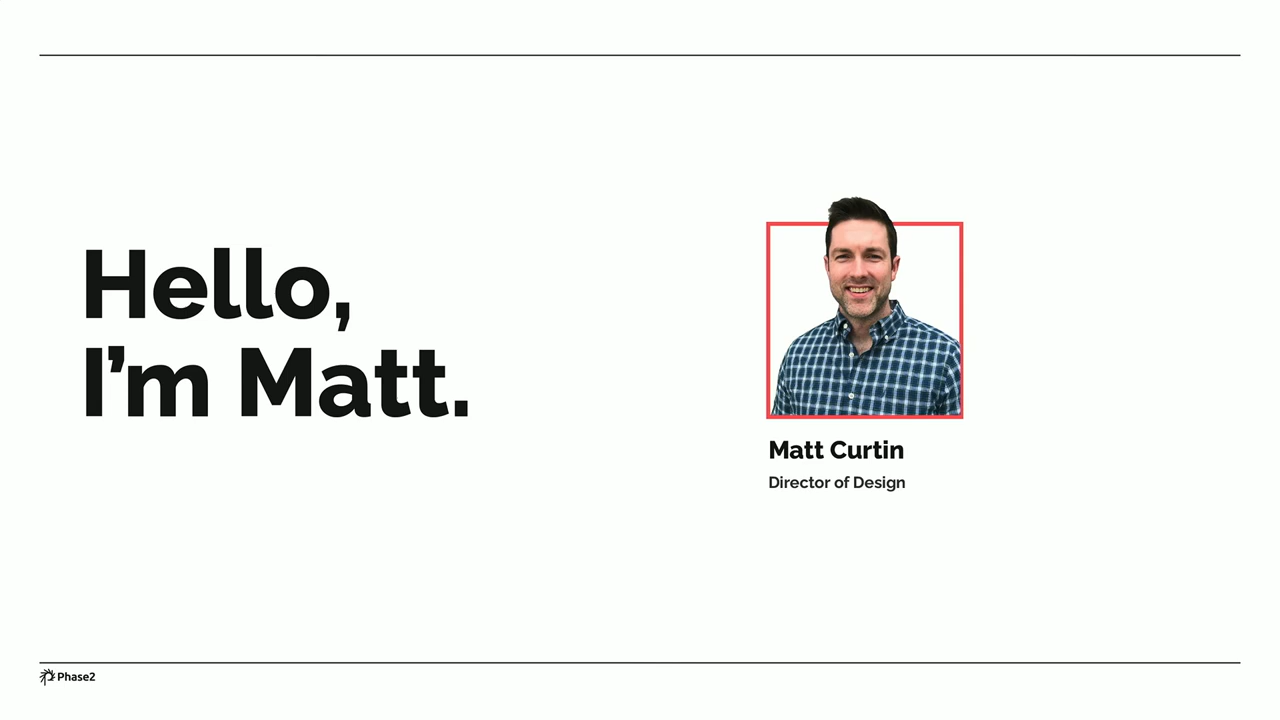 Hello,
I’m Matt.
Matt Curtin
Director of Design
Phase2